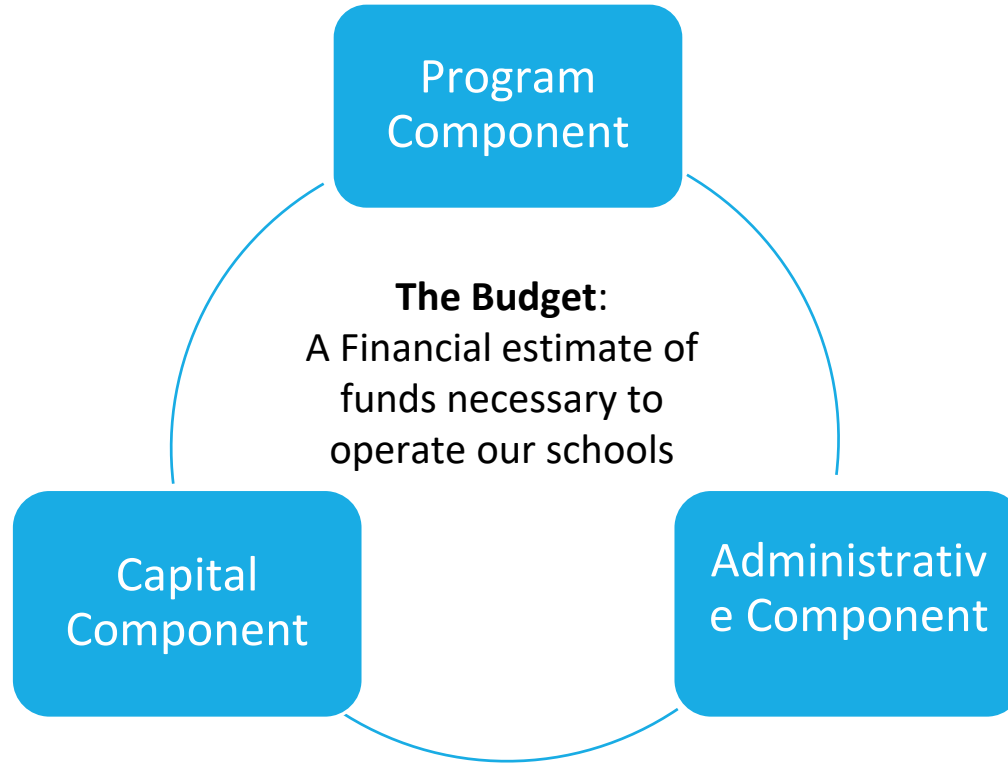 Program
Component
The Budget:
A Financial estimate of
funds necessary to
operate our schools
Capital
Component
Administrativ
e Component